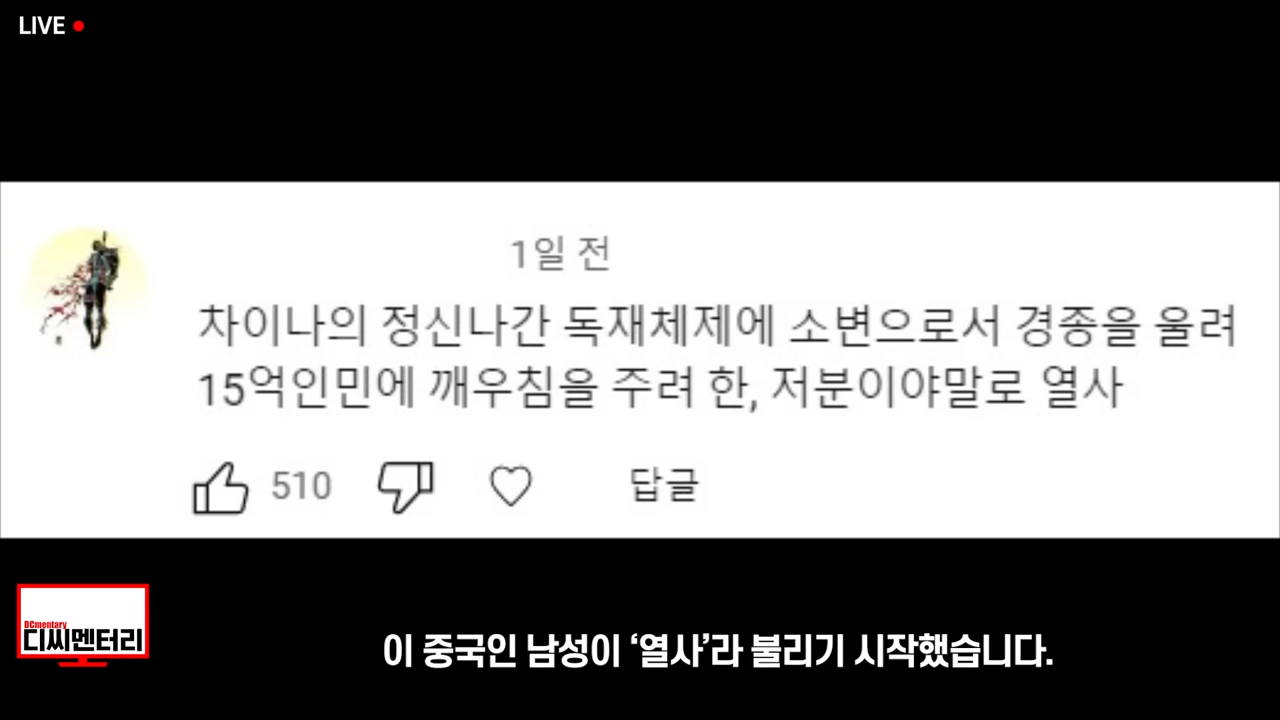 LIVE
1일 전
차이나의 정신나간 독재체제에 소변으로서 경종을 울려
15억인민에 깨우침을 주려 한, 저분이야말로 열사
510
답글
DCmentary
디씨멘터리
이 중국인 남성이 ‘열사’라 불리기 시작했습니다.